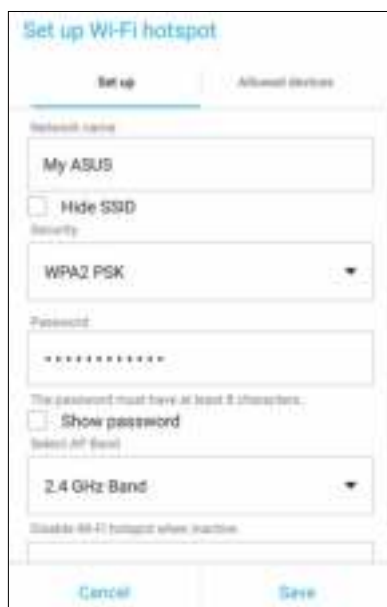 Set up Wi-Fi hotspot
Set up
Allowed devices
Network name
My ASUS
Hide SSID
Security
WPA2 PSK
Password
••••••••••••
The password must have at least 8 characters.
Show password
Select AP Band
2.4 GHz Band
Disable Wi-Fi hotspot when inactive
Cancel
Save